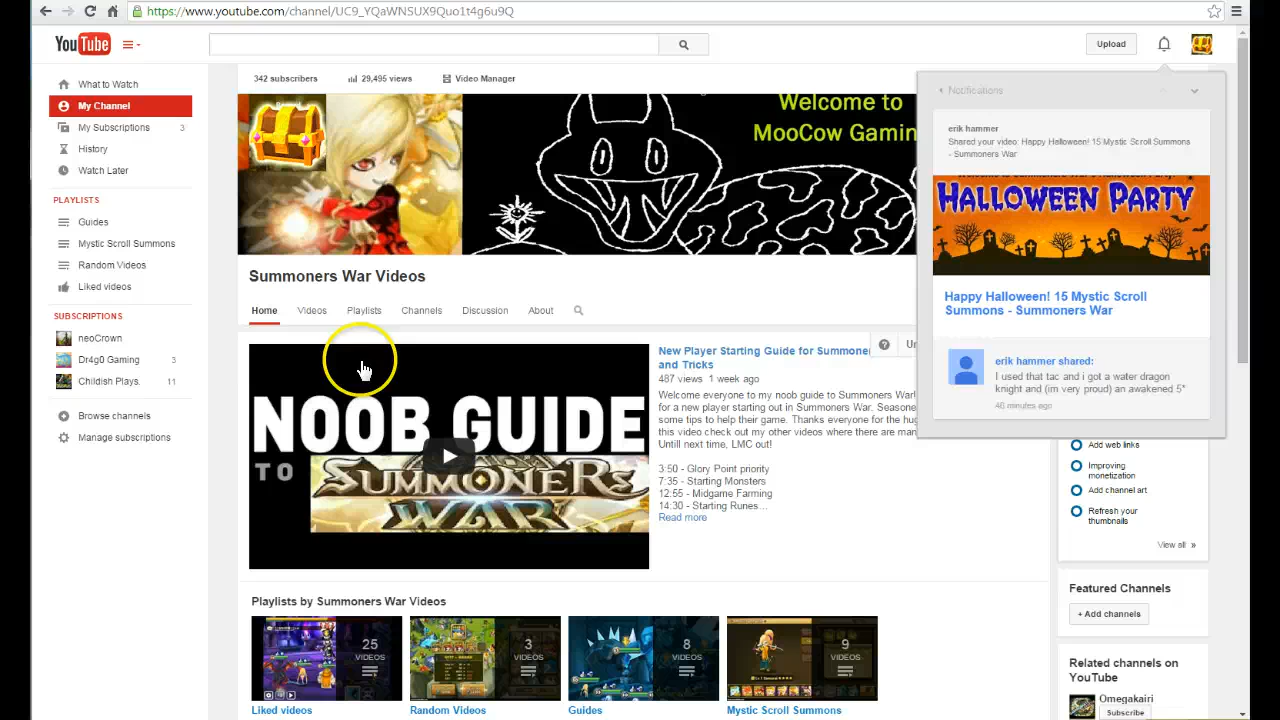 https://www.youtube.com/channel/UC9_YQaWNSUX9Quo1t4g6u9Q
YouTube
Upload
What to Watch
My Channel
My Subscriptions 3
History
Watch Later
PLAYLISTS
Guides
Mystic Scroll Summons
Random Videos
Liked videos
SUBSCRIPTIONS
neoCrown
Dr4g0 Gaming 3
Childish Plays. 11
Browse channels
Manage subscriptions
342 subscribers 29,495 views Video Manager
Welcome to
MooCow Gamin
Summoners War Videos
Home Videos Playlists Channels Discussion About
NOOB GUIDE
TO
SUMMONERS
WAR
New Player Starting Guide for Summone
and Tricks
487 views 1 week ago
Welcome everyone to my noob guide to Summoners War!
for a new player starting out in Summoners War. Seasone
some tips to help their game. Thanks everyone for the hug
this video check out my other videos where there are man
Untill next time, LMC out!
3:50 - Glory Point priority
7:35 - Starting Monsters
12:55 - Midgame Farming
14:30 - Starting Runes...
Read more
Playlists by Summoners War Videos
25
VIDEOS
3
VIDEOS
8
VIDEOS
9
VIDEOS
Liked videos
Random Videos
Guides
Mystic Scroll Summons
Notifications
erik hammer
Shared your video: Happy Halloween! 15 Mystic Scroll Summons
- Summoners War
HALLOWEEN PARTY
Happy Halloween! 15 Mystic Scroll
Summons - Summoners War
erik hammer shared:
I used that tac and i got a water dragon
knight and (im very proud) an awakened 5*
40 minutes ago
Add web links
Improving
monetization
Add channel art
Refresh your
thumbnails
View all »
Featured Channels
+ Add channels
Related channels on
YouTube
Omegakairi
Subscribe